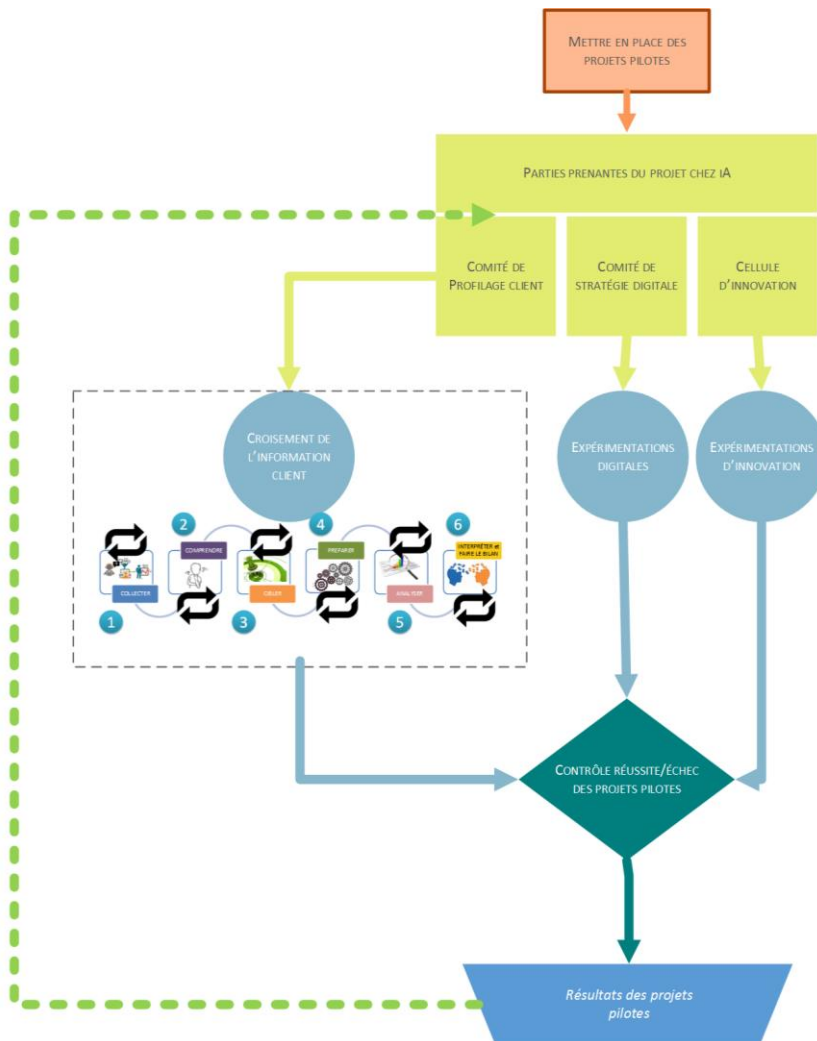 METTRE EN PLACE DES
PROJETS PILOTES
PARTIES PRENANTES DU PROJET CHEZ IA
COMITÉ DE
PROFILAGE CLIENT
COMITÉ DE
STRATÉGIE DIGITALE
CELLULE
D'INNOVATION
CROISEMENT DE
L'INFORMATION
CLIENT
EXPÉRIMENTATIONS
DIGITALES
EXPÉRIMENTATIONS
D'INNOVATION
2
4
6
COMPRENDRE
PREPARER
INTERPRÉTER et
FAIRE LE BILAN
COLLECTER
ANALYSER
1
3
5
CONTRÔLE RÉUSSITE/ÉCHEC
DES PROJETS PILOTES
Résultats des projets
pilotes